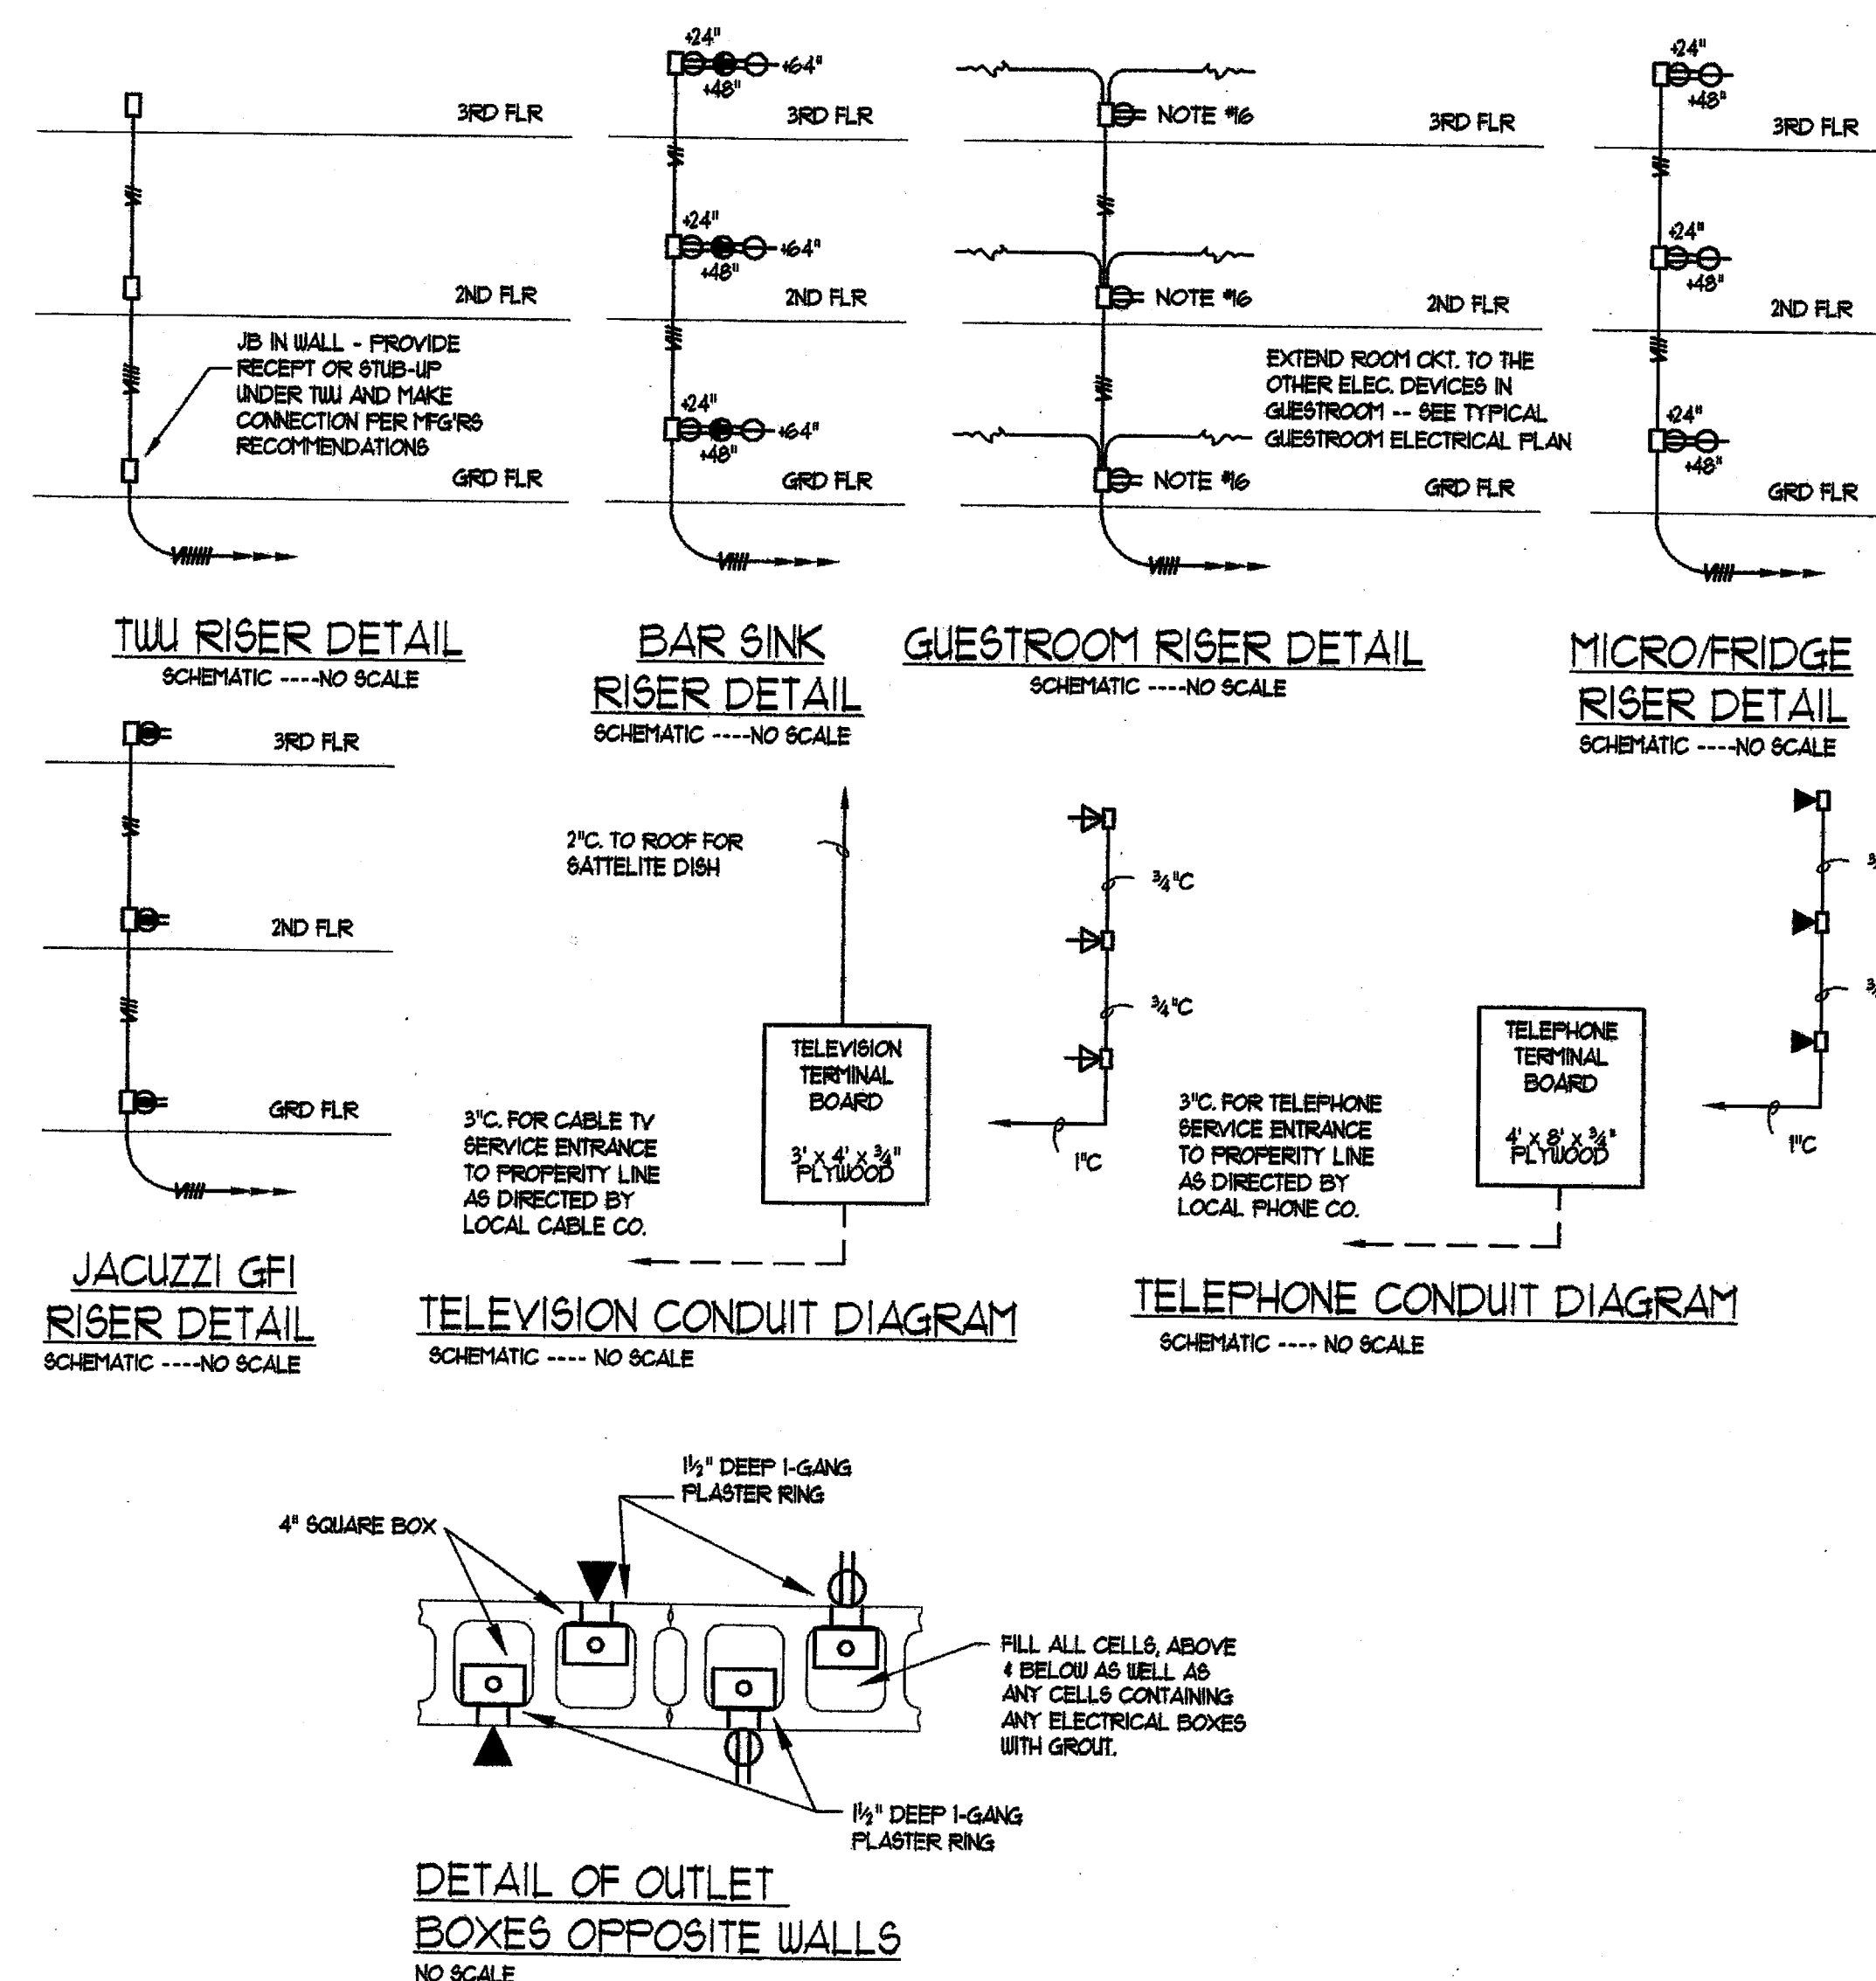 3RD FLR
2ND FLR
JB IN WALL - PROVIDE
RECEPT OR STUB-UP
UNDER TWU AND MAKE
CONNECTION PER MFG'RS
RECOMMENDATIONS
GRD FLR
TWU RISER DETAIL
SCHEMATIC ----NO SCALE
+24"
+64"
+48"
3RD FLR
+24"
+64"
+48"
2ND FLR
+24"
+64"
+48"
GRD FLR
BAR SINK
RISER DETAIL
SCHEMATIC ----NO SCALE
NOTE #16
3RD FLR
NOTE #16
2ND FLR
EXTEND ROOM CKT. TO THE
OTHER ELEC. DEVICES IN
GUESTROOM -- SEE TYPICAL
GUESTROOM ELECTRICAL PLAN
NOTE #16
GRD FLR
GUESTROOM RISER DETAIL
SCHEMATIC ----NO SCALE
+24"
+48"
3RD FLR
+24"
+48"
2ND FLR
+24"
+48"
GRD FLR
MICRO/FRIDGE
RISER DETAIL
SCHEMATIC ----NO SCALE
3RD FLR
2ND FLR
GRD FLR
JACUZZI GFI
RISER DETAIL
SCHEMATIC ----NO SCALE
2"C. TO ROOF FOR
SATTELITE DISH
TELEVISION
TERMINAL
BOARD
3' x 4' x 3/4"
PLYWOOD
3"C. FOR CABLE TV
SERVICE ENTRANCE
TO PROPERITY LINE
AS DIRECTED BY
LOCAL CABLE CO.
3/4"C
3/4"C
1"C
TELEVISION CONDUIT DIAGRAM
SCHEMATIC ---- NO SCALE
3"C. FOR TELEPHONE
SERVICE ENTRANCE
TO PROPERITY LINE
AS DIRECTED BY
LOCAL PHONE CO.
TELEPHONE
TERMINAL
BOARD
4' x 8' x 3/4"
PLYWOOD
1"C
TELEPHONE CONDUIT DIAGRAM
SCHEMATIC ---- NO SCALE
1 1/2" DEEP 1-GANG
PLASTER RING
4" SQUARE BOX
FILL ALL CELLS, ABOVE
& BELOW AS WELL AS
ANY CELLS CONTAINING
ANY ELECTRICAL BOXES
WITH GROUT.
1 1/2" DEEP 1-GANG
PLASTER RING
DETAIL OF OUTLET
BOXES OPPOSITE WALLS
NO SCALE